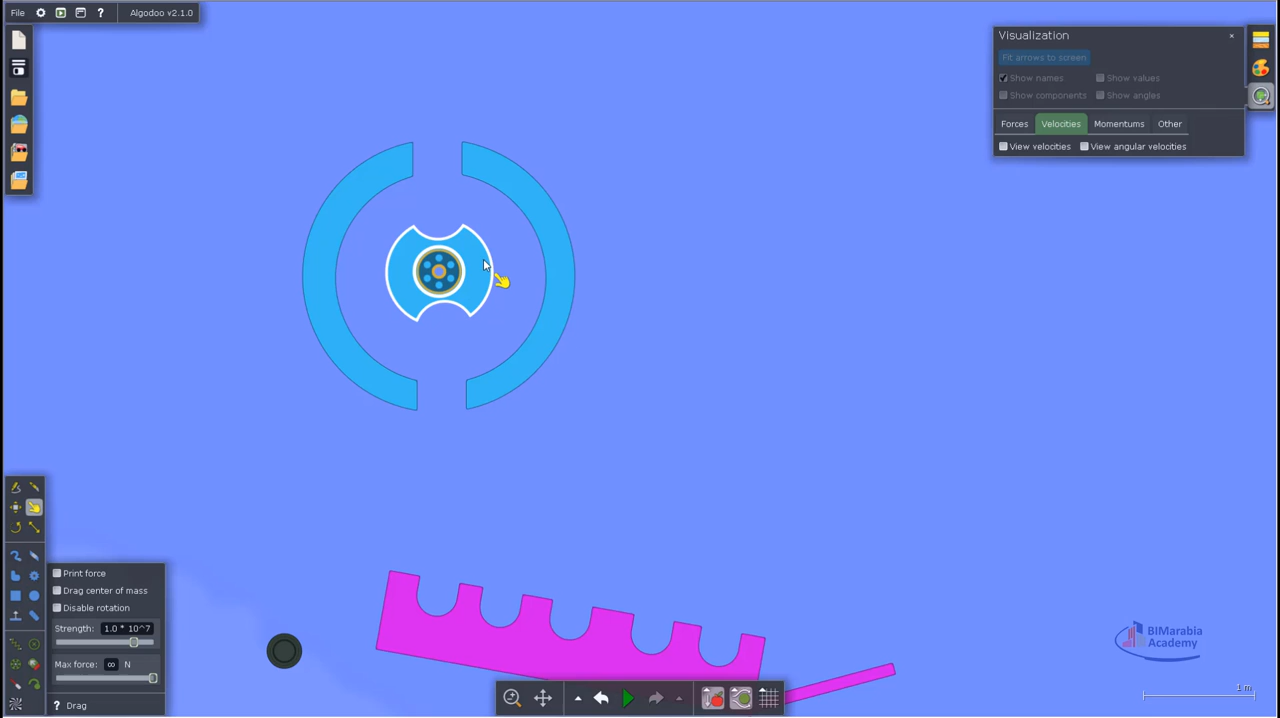 File ? Algodoo v2.1.0
Visualization ×
Fit arrows to screen
Show names Show values
Show components Show angles
Forces Velocities Momentums Other
View velocities View angular velocities
Print force
Drag center of mass
Disable rotation
Strength: 1.0 * 10^7
Max force: ∞ N
? Drag
BIMarabia
Academy
1 m